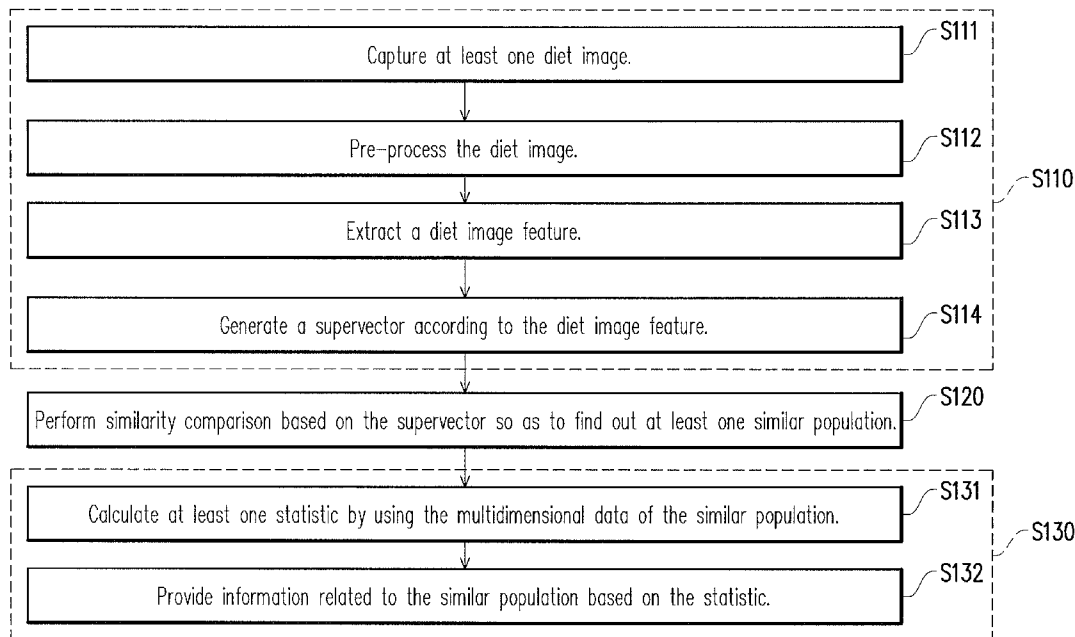 Capture at least one diet image.
S111
Pre-process the diet image.
S112
S110
Extract a diet image feature.
S113
Generate a supervector according to the diet image feature.
S114
Perform similarity comparison based on the supervector so as to find out at least one similar population.
S120
Calculate at least one statistic by using the multidimensional data of the similar population.
S131
S130
Provide information related to the similar population based on the statistic.
S132